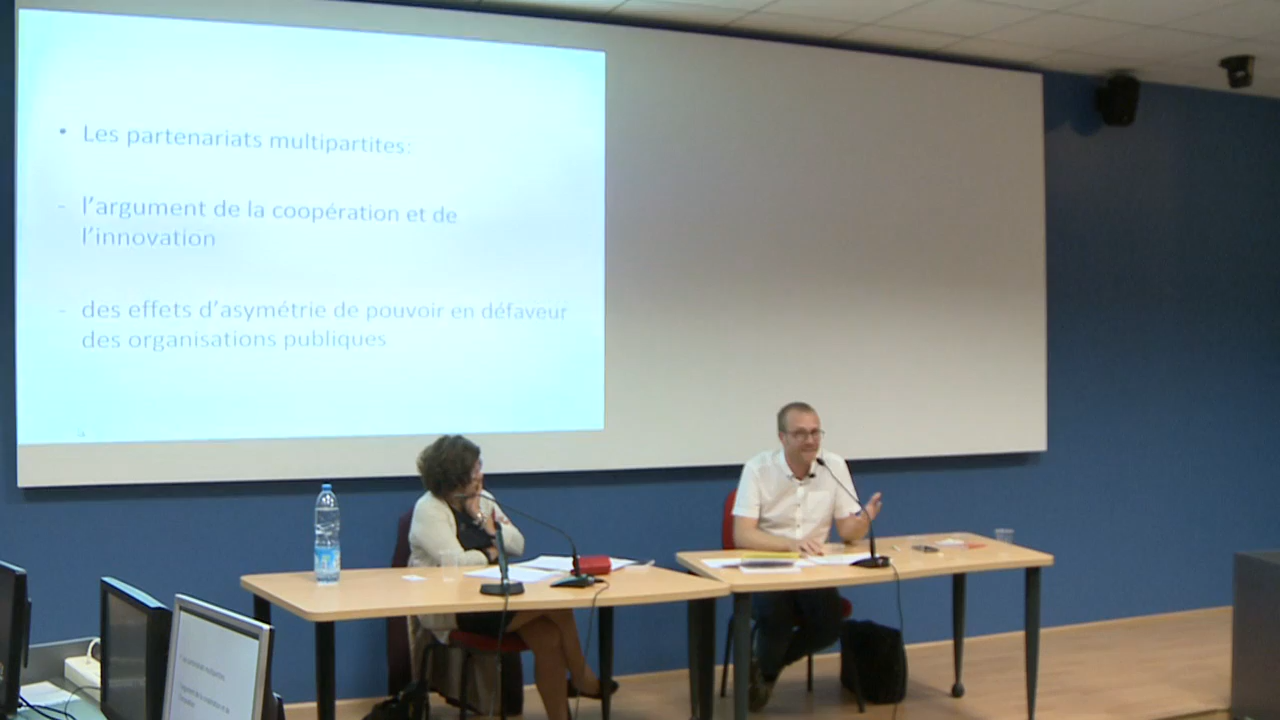 • Les partenariats multipartites:
- l'argument de la coopération et de
l'innovation
- des effets d'asymétrie de pouvoir en défaveur
des organisations publiques